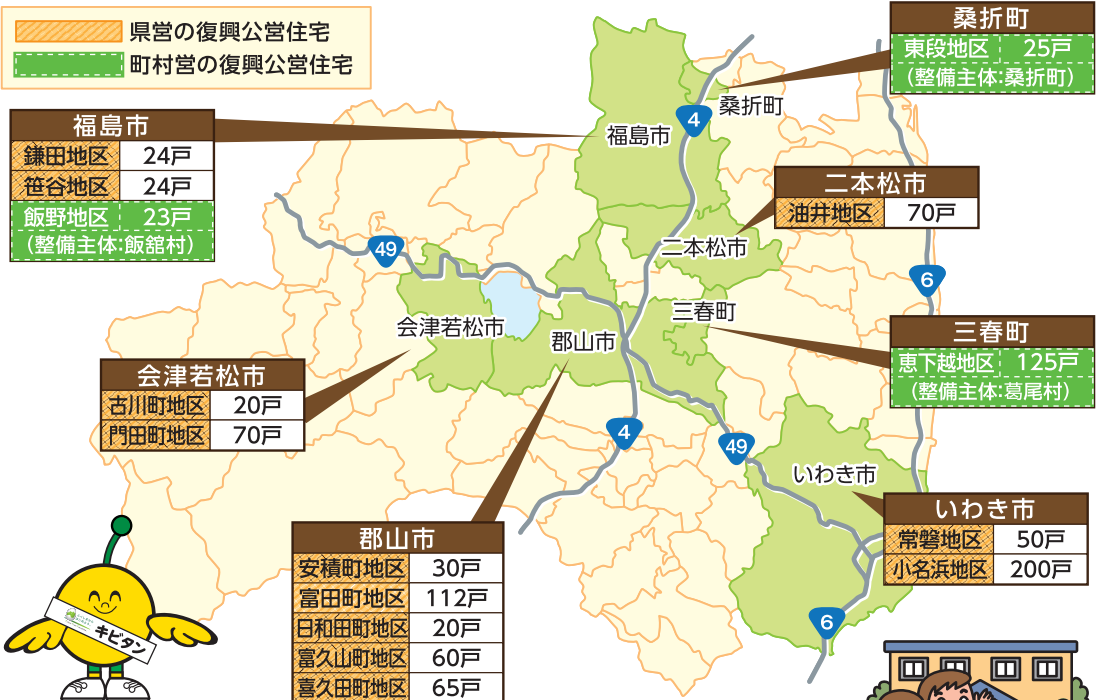 県営の復興公営住宅
町村営の復興公営住宅
桑折町
東段地区 25戸
(整備主体:桑折町)
福島市
鎌田地区 24戸
笹谷地区 24戸
飯野地区 23戸
(整備主体:飯舘村)
福島市
4
桑折町
二本松市
油井地区 70戸
二本松市
49
6
三春町
会津若松市
郡山市
三春町
恵下越地区 125戸
(整備主体:葛尾村)
会津若松市
古川町地区 20戸
門田町地区 70戸
4
49
いわき市
いわき市
常磐地区 50戸
小名浜地区 200戸
郡山市
安積町地区 30戸
富田町地区 112戸
日和田町地区 20戸
富久山町地区 60戸
喜久田町地区 65戸
キビタン
6